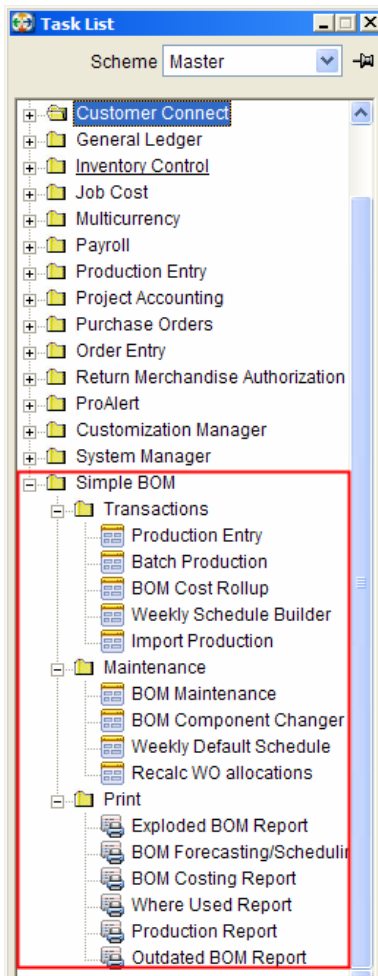 Task List
Scheme Master
Customer Connect
General Ledger
Inventory Control
Job Cost
Multicurrency
Payroll
Production Entry
Project Accounting
Purchase Orders
Order Entry
Return Merchandise Authorization
ProAlert
Customization Manager
System Manager
Simple BOM
Transactions
Production Entry
Batch Production
BOM Cost Rollup
Weekly Schedule Builder
Import Production
Maintenance
BOM Maintenance
BOM Component Changer
Weekly Default Schedule
Recalc WO allocations
Print
Exploded BOM Report
BOM Forecasting/Schedulin
BOM Costing Report
Where Used Report
Production Report
Outdated BOM Report